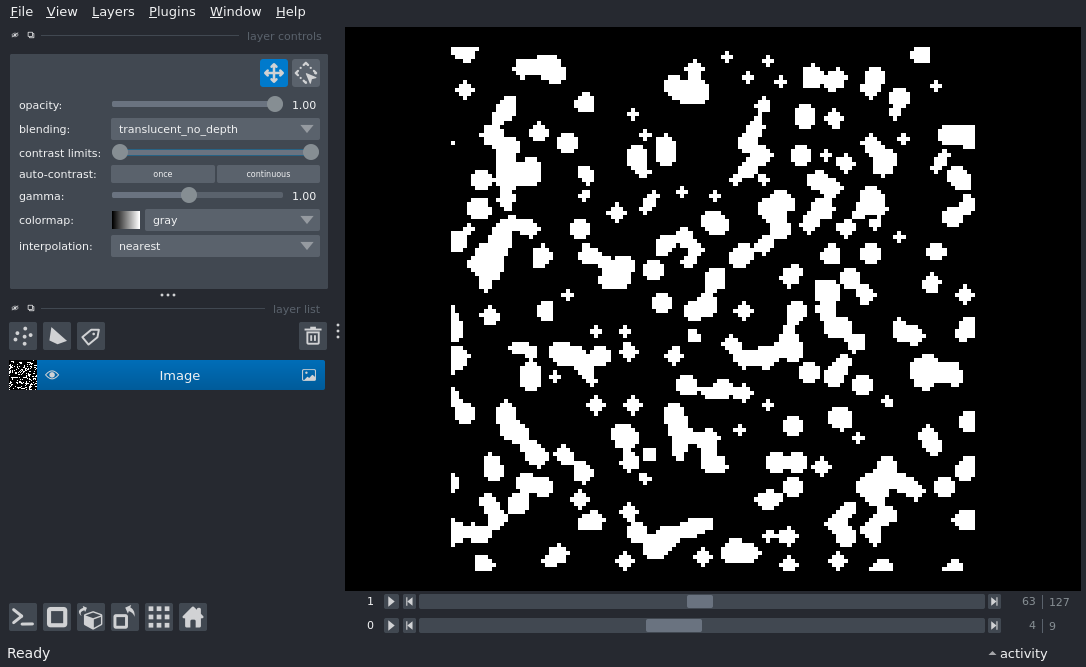 File View Layers Plugins Window Help
layer controls
opacity: 1.00
blending: translucent_no_depth
contrast limits:
auto-contrast: once continuous
gamma: 1.00
colormap: gray
interpolation: nearest
layer list
Image
1 63 127
0 4 9
Ready activity